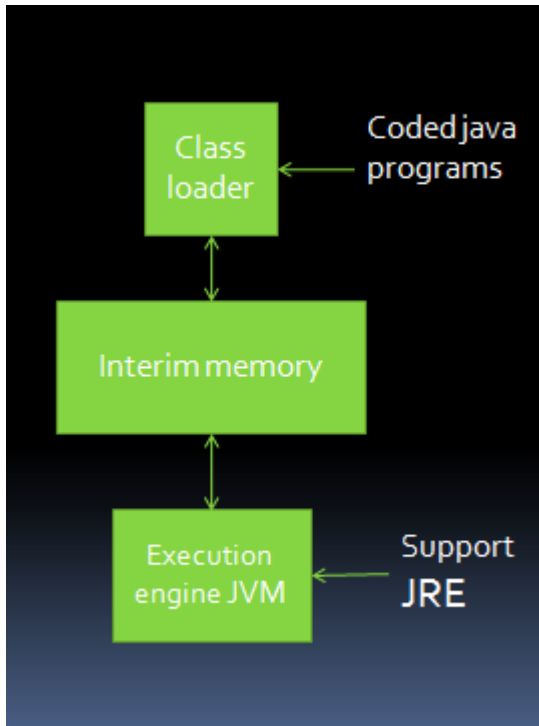 Class
loader
Coded java
programs
Interim memory
Execution
engine JVM
Support
JRE